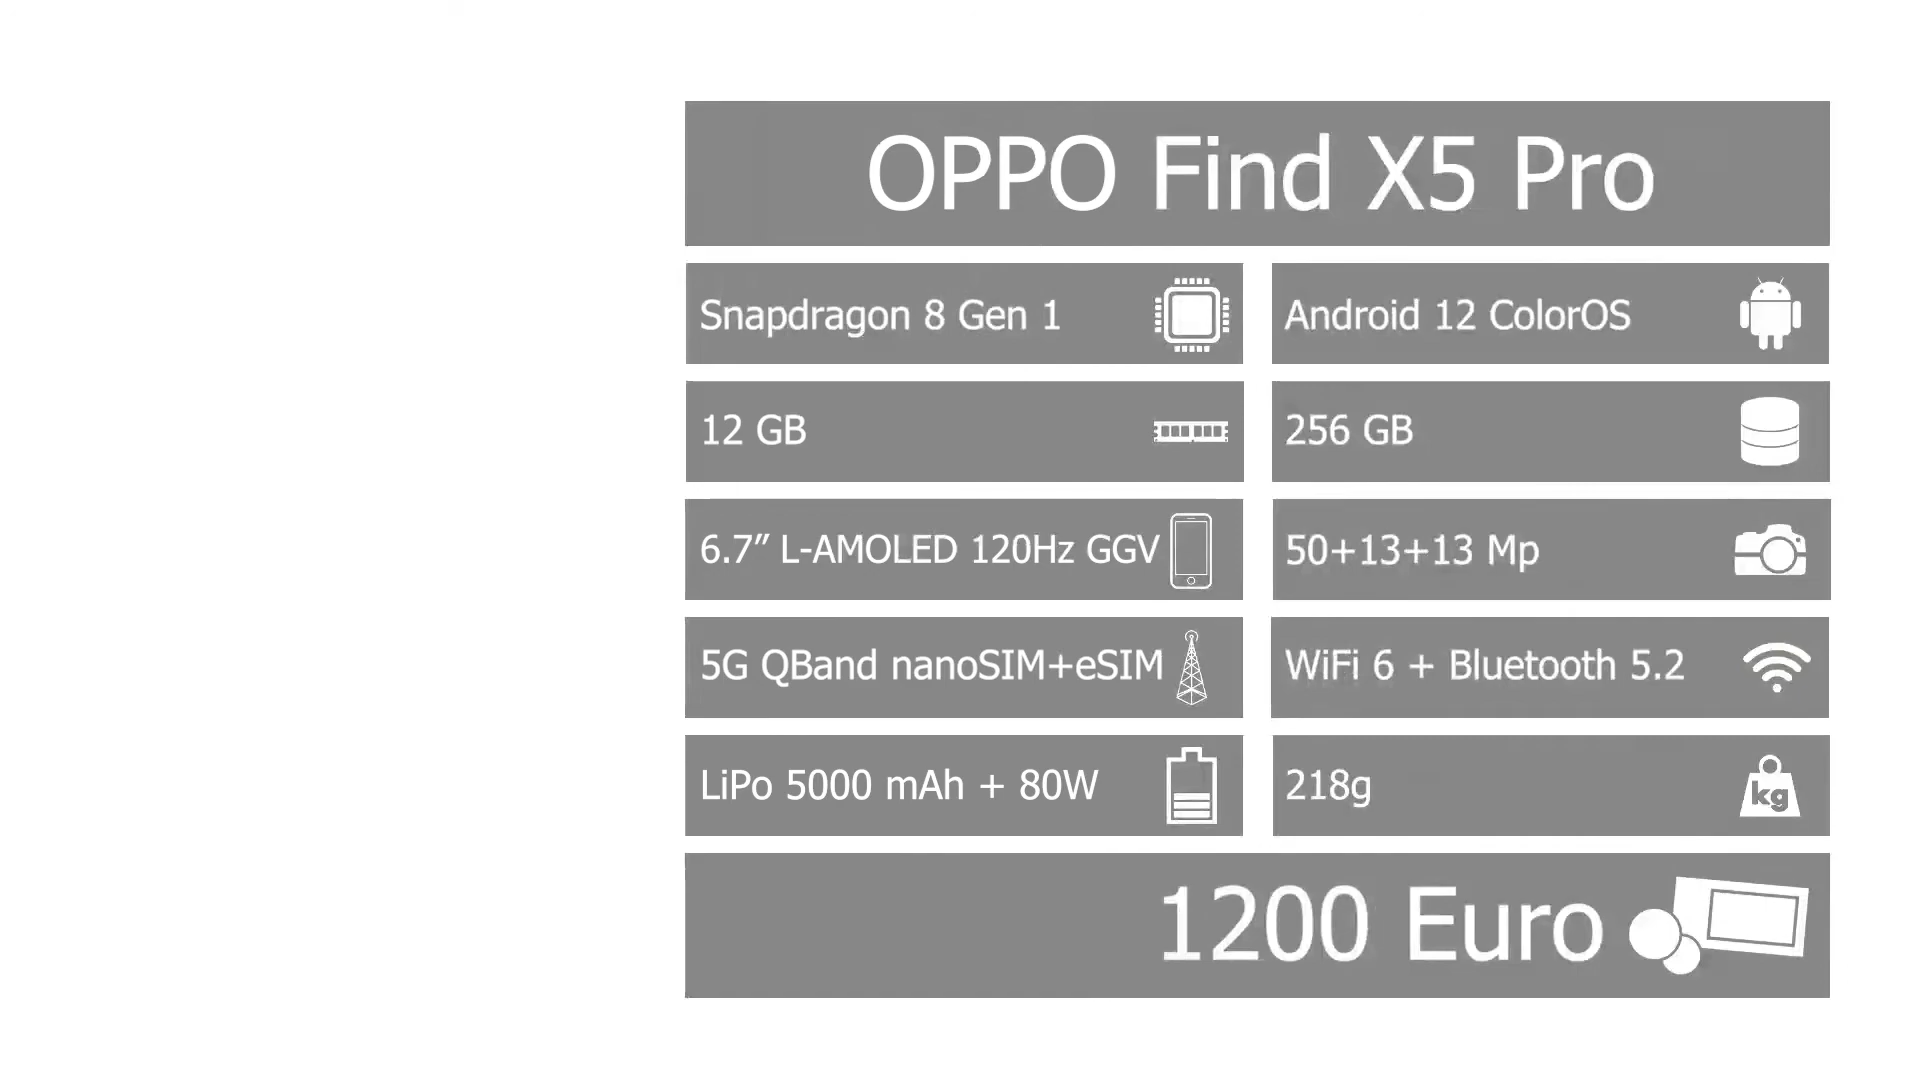 OPPO Find X5 Pro
Snapdragon 8 Gen 1
Android 12 ColorOS
12 GB
256 GB
6.7” L-AMOLED 120Hz GGV
50+13+13 Mp
5G QBand nanoSIM+eSIM
WiFi 6 + Bluetooth 5.2
LiPo 5000 mAh + 80W
218g
kg
1200 Euro